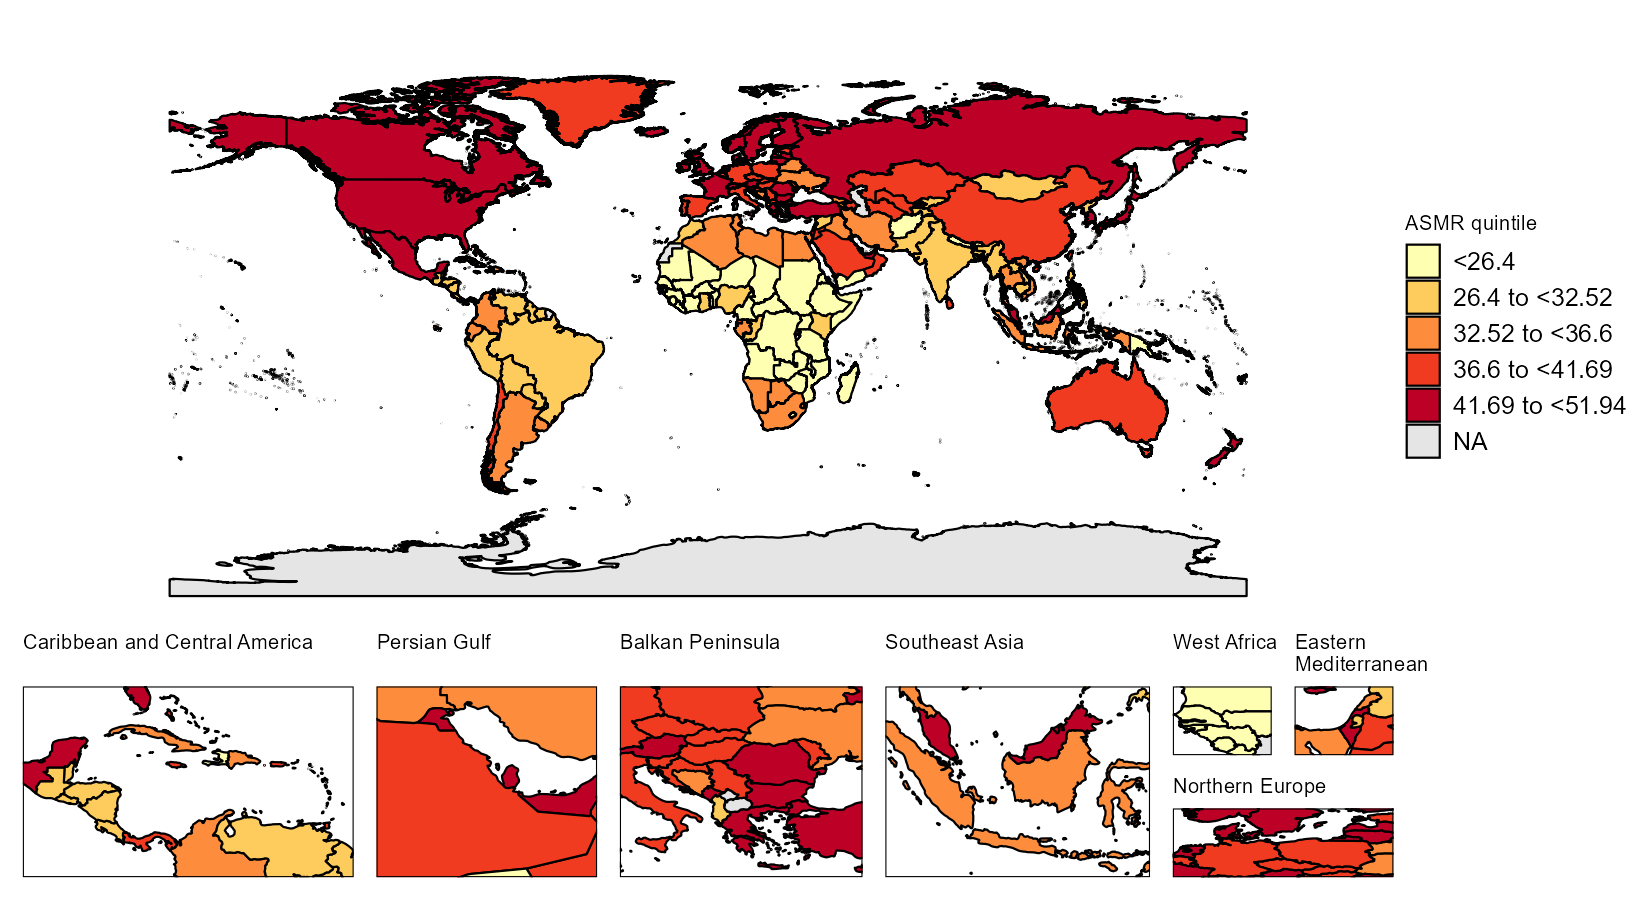 ASMR quintile
<26.4
26.4 to <32.52
32.52 to <36.6
36.6 to <41.69
41.69 to <51.94
NA
Caribbean and Central America
Persian Gulf
Balkan Peninsula
Southeast Asia
West Africa
Eastern
Mediterranean
Northern Europe